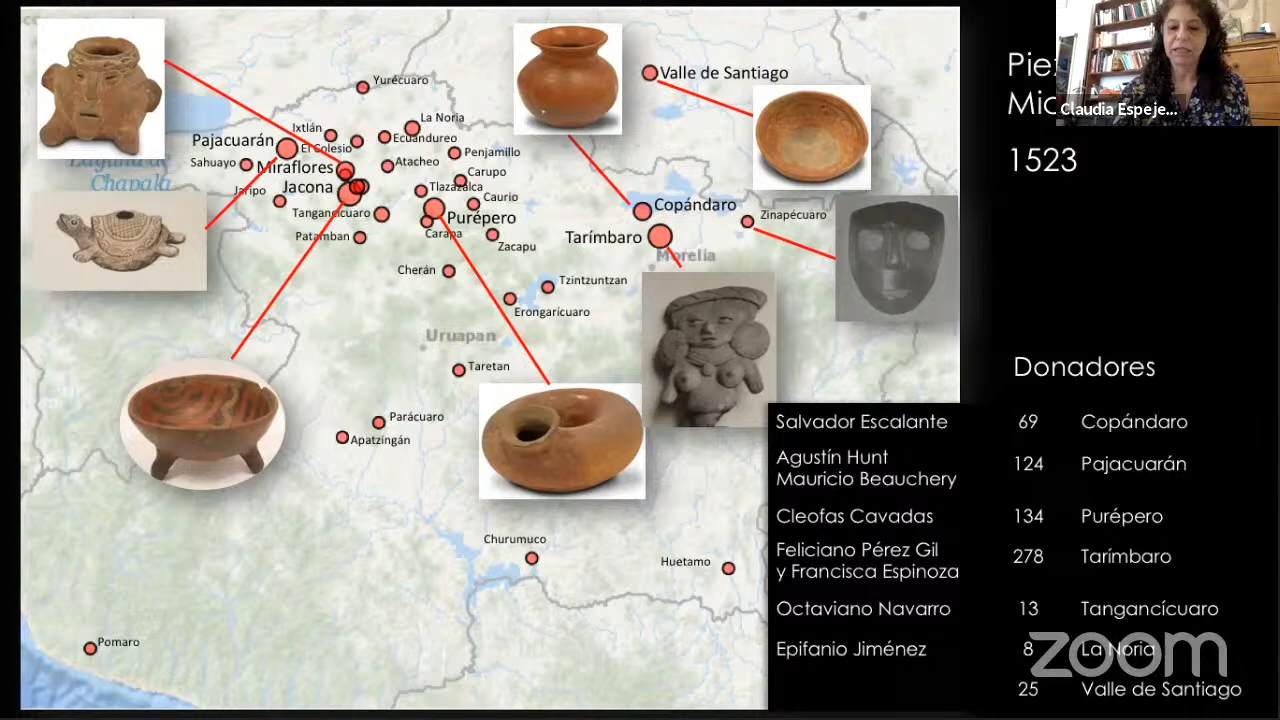 Yurécuaro
Valle de Santiago
La Noria
Ixtlán
Pajacuarán
El Colesio
Ecuandureo
Penjamillo
Sahuayo
Miraflores
Atacheo
Carupo
Laguna de
Chapala
Jaripo
Jacona
Tlazazalca
Caurio
Tangancícuaro
Purépero
Patamban
Carapa
Zacapu
Copándaro
Zinapécuaro
Tarímbaro
Morelia
Cherán
Tzintzuntzan
Erongarícuaro
Uruapan
Taretan
Parácuaro
Apatzingán
Churumuco
Huetamo
Pomaro
Claudia Espeje...
1523
Donadores
Salvador Escalante 69 Copándaro
Agustín Hunt
Mauricio Beauchery 124 Pajacuarán
Cleofas Cavadas 134 Purépero
Feliciano Pérez Gil
y Francisca Espinoza 278 Tarímbaro
Octaviano Navarro 13 Tangancícuaro
Epifanio Jiménez 8 La Noria
zoom
25 Valle de Santiago